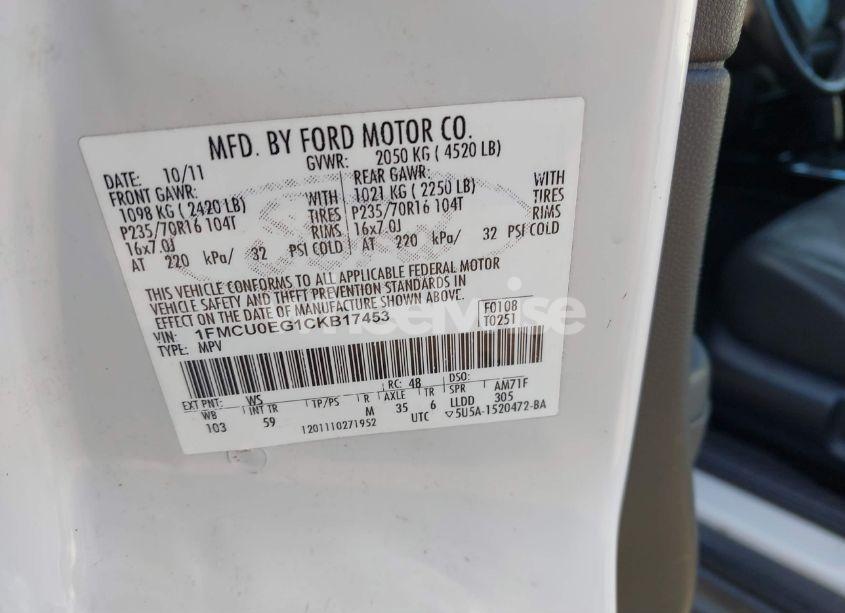 MFD. BY FORD MOTOR CO.
DATE: 10/11 GVWR: 2050 KG ( 4520 LB)
FRONT GAWR: REAR GAWR:
1098 KG ( 2420 LB) WITH 1021 KG ( 2250 LB) WITH
P235/70R16 104T TIRES P235/70R16 104T TIRES
16x7.0J RIMS 16x7.0J RIMS
AT 220 kPa/ 32 PSI COLD AT 220 kPa/ 32 PSI COLD
THIS VEHICLE CONFORMS TO ALL APPLICABLE FEDERAL MOTOR
VEHICLE SAFETY AND THEFT PREVENTION STANDARDS IN
EFFECT ON THE DATE OF MANUFACTURE SHOWN ABOVE.
VIN: 1FMCU0EG1CKB17453 F0108
TYPE: MPV T0251
EXT PNT: WS RC: 48 DSO:
WB INT TR TP/PS R AXLE TR SPR AM71F
103 59 M 35 6 LLDD 305
1201110271952 UTC ▽5U5A-1520472-BA